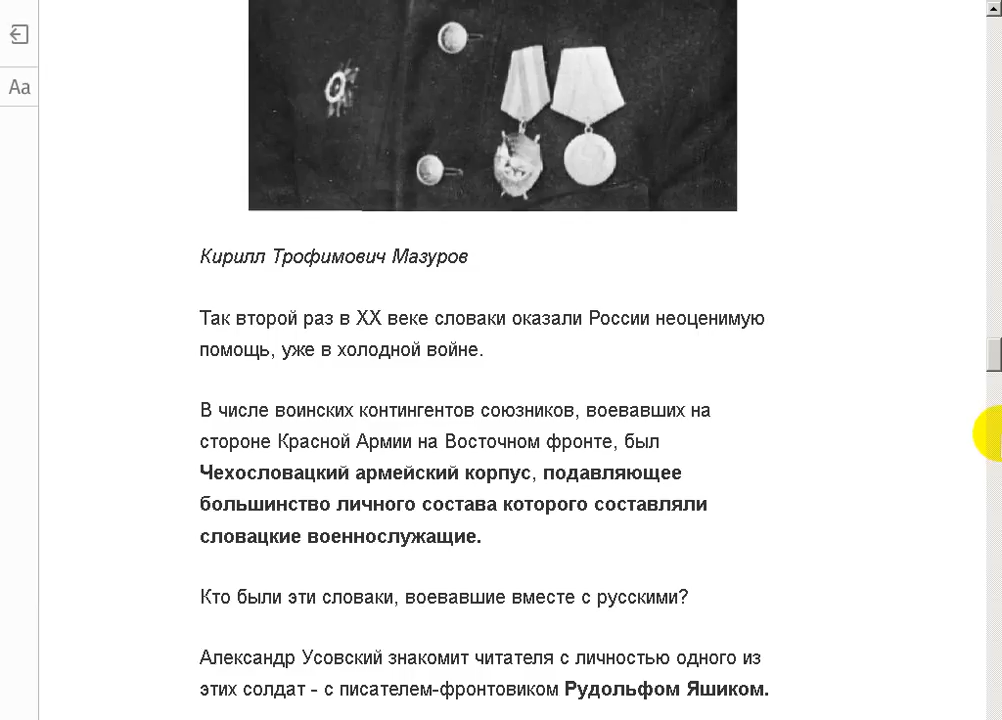 Aa
Кирилл Трофимович Мазуров
Так второй раз в ХХ веке словаки оказали России неоценимую
помощь, уже в холодной войне.
В числе воинских контингентов союзников, воевавших на
стороне Красной Армии на Восточном фронте, был
Чехословацкий армейский корпус, подавляющее
большинство личного состава которого составляли
словацкие военнослужащие.
Кто были эти словаки, воевавшие вместе с русскими?
Александр Усовский знакомит читателя с личностью одного из
этих солдат - с писателем-фронтовиком Рудольфом Яшиком.